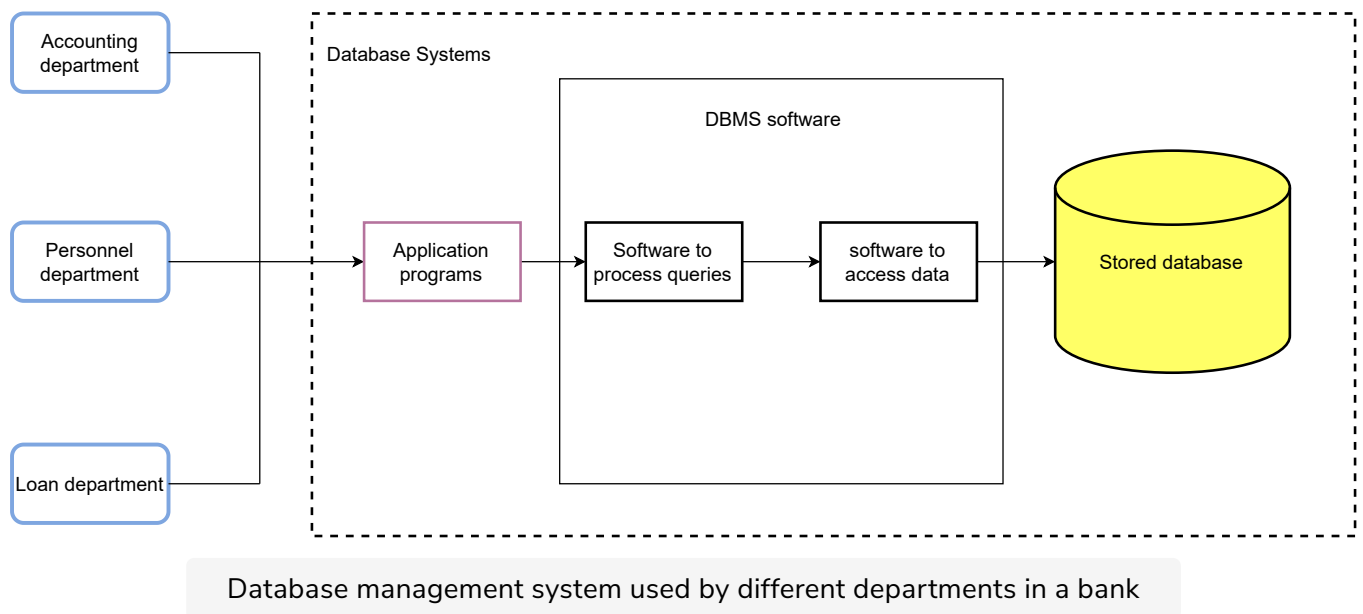 Accounting
department
Database Systems
DBMS software
Personnel
department
Application
programs
Software to
process queries
software to
access data
Stored database
Loan department
Database management system used by different departments in a bank